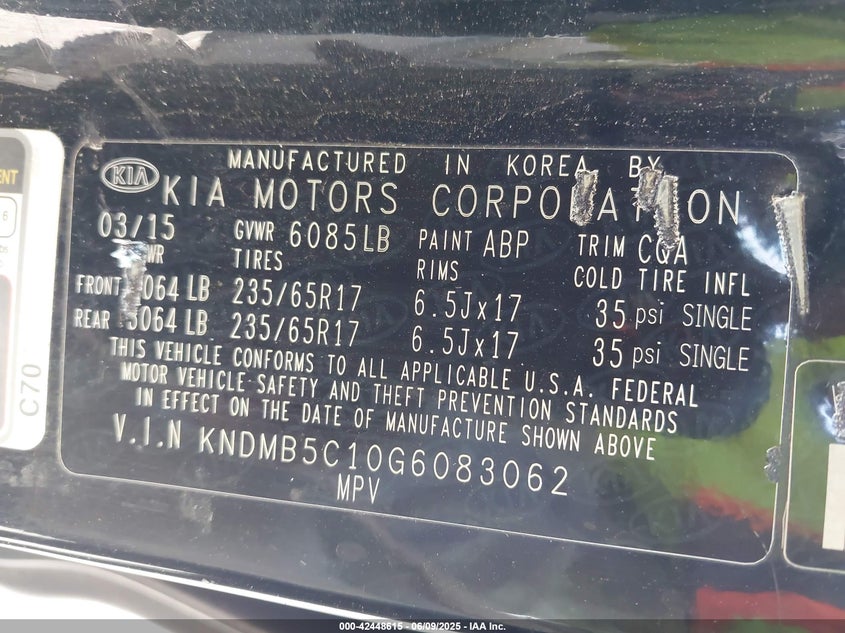 MANUFACTURED IN KOREA BY
KIA KIA MOTORS CORPO ATION
03/15 GVWR 6085LB PAINT ABP TRIM CQA
WR TIRES RIMS COLD TIRE INFL
FRONT 064 LB 235/65R17 6.5Jx17 35 psi SINGLE
REAR 3064 LB 235/65R17 6.5Jx17 35 psi SINGLE
THIS VEHICLE CONFORMS TO ALL APPLICABLE U.S.A. FEDERAL
MOTOR VEHICLE SAFETY AND THEFT PREVENTION STANDARDS
IN EFFECT ON THE DATE OF MANUFACTURE SHOWN ABOVE
V.I.N KNDMB5C10G6083062
MPV
C70
000-42448615 - 06/09/2025 - IAA Inc.